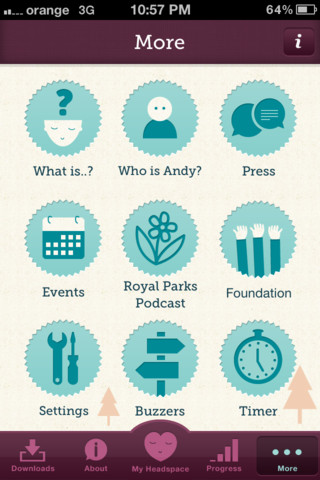 orange 3G 10:57 PM 64%
More
i
?
What is..?
Who is Andy?
Press
Events
Royal Parks
Podcast
Foundation
Settings
Buzzers
Timer
Downloads
i
About
My Headspace
Progress
More